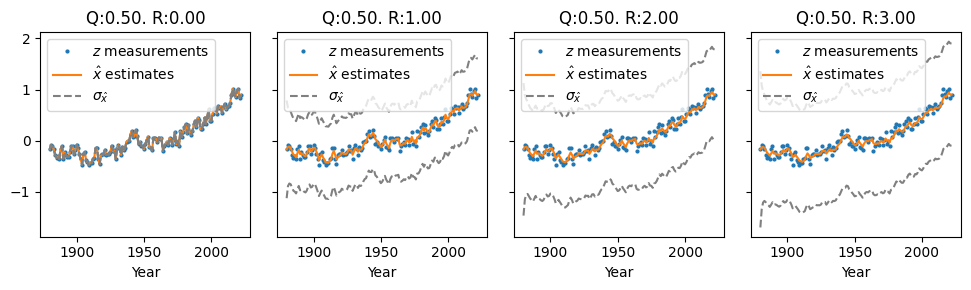 Q:0.50. R:0.00
z measurements
x̂ estimates
σx̂
2
1
0
−1
1900 1950 2000
Year
Q:0.50. R:1.00
z measurements
x̂ estimates
σx̂
1900 1950 2000
Year
Q:0.50. R:2.00
z measurements
x̂ estimates
σx̂
1900 1950 2000
Year
Q:0.50. R:3.00
z measurements
x̂ estimates
σx̂
1900 1950 2000
Year